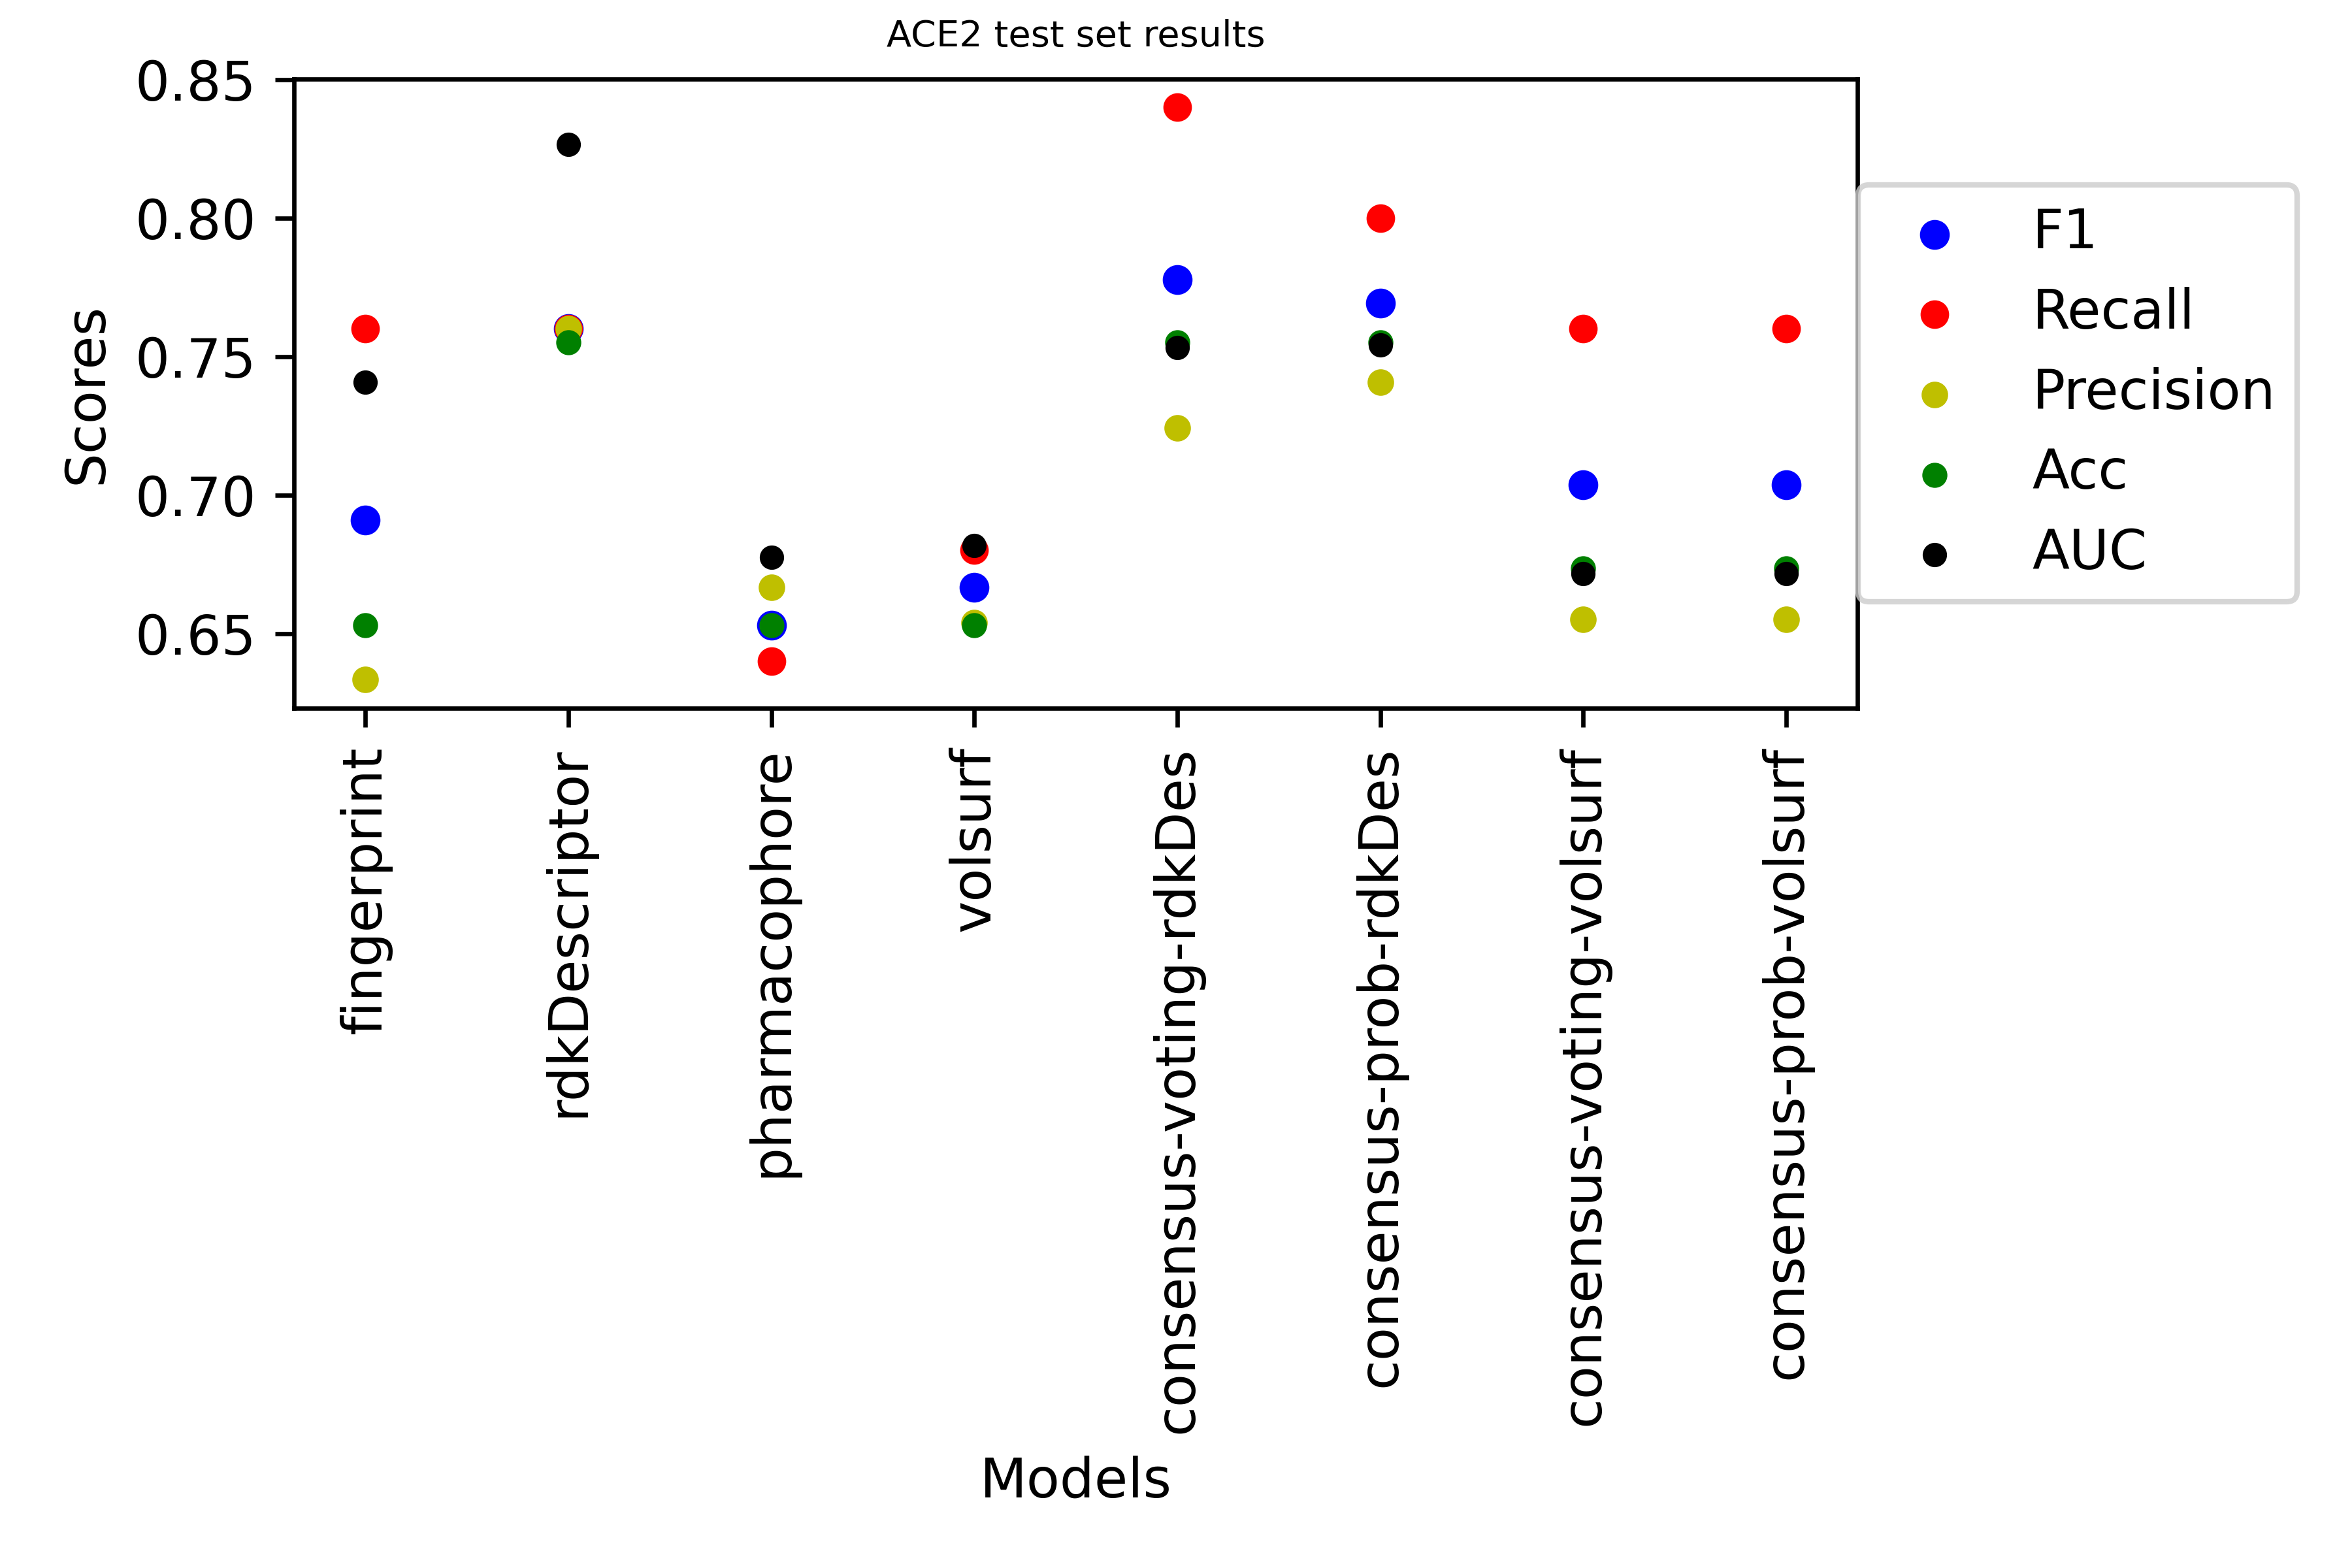 ACE2 test set results
0.85
0.80
0.75
0.70
0.65
Scores
F1
Recall
Precision
Acc
AUC
fingerprint
rdkDescriptor
pharmacophore
volsurf
consensus-voting-rdkDes
consensus-prob-rdkDes
consensus-voting-volsurf
consensus-prob-volsurf
Models